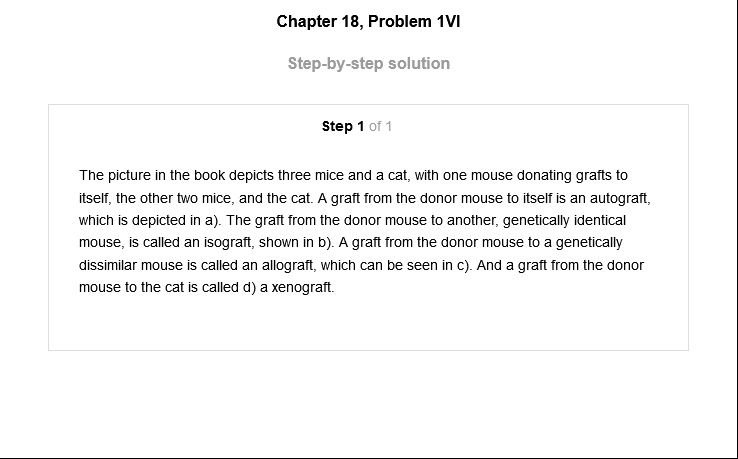 Chapter 18, Problem 1VI
Step-by-step solution
Step 1 of 1
The picture in the book depicts three mice and a cat, with one mouse donating grafts to
itself, the other two mice, and the cat. A graft from the donor mouse to itself is an autograft,
which is depicted in a). The graft from the donor mouse to another, genetically identical
mouse, is called an isograft, shown in b). A graft from the donor mouse to a genetically
dissimilar mouse is called an allograft, which can be seen in c). And a graft from the donor
mouse to the cat is called d) a xenograft.